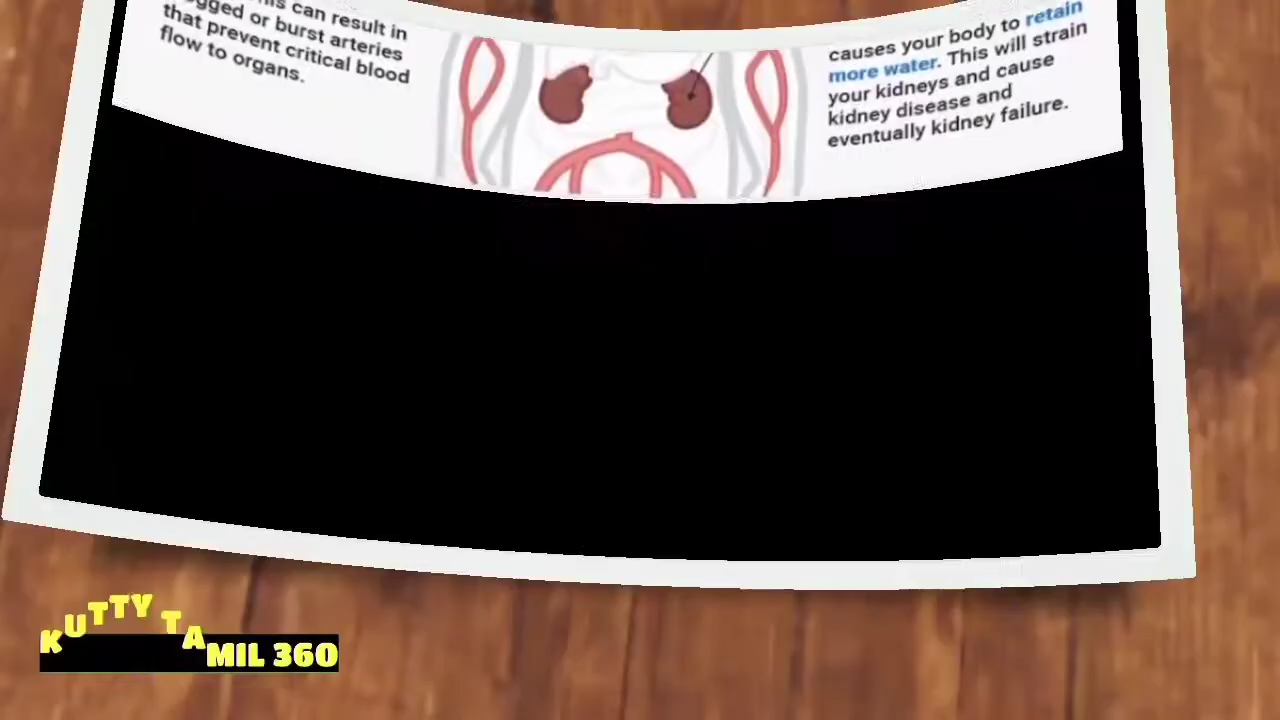 can result in
or burst arteries
that prevent critical blood
flow to organs.
causes your body to retain
more water. This will strain
your kidneys and cause
kidney disease and
eventually kidney failure.
KUTTY TAMIL 360